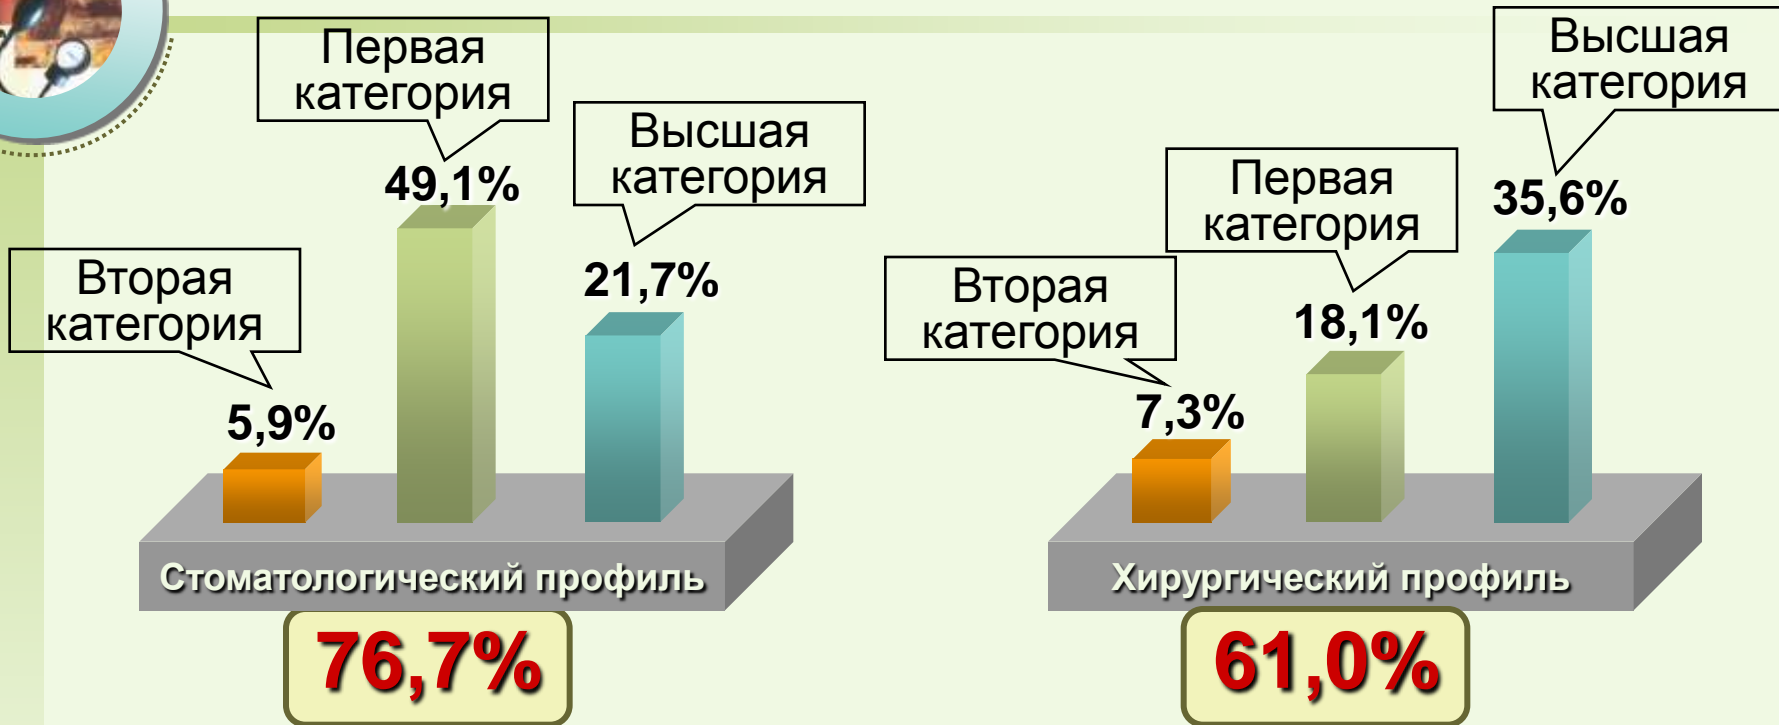 Первая
категория
49,1%
Высшая
категория
21,7%
Вторая
категория
5,9%
Стоматологический профиль
76,7%
Высшая
категория
35,6%
Первая
категория
18,1%
Вторая
категория
7,3%
Хирургический профиль
61,0%